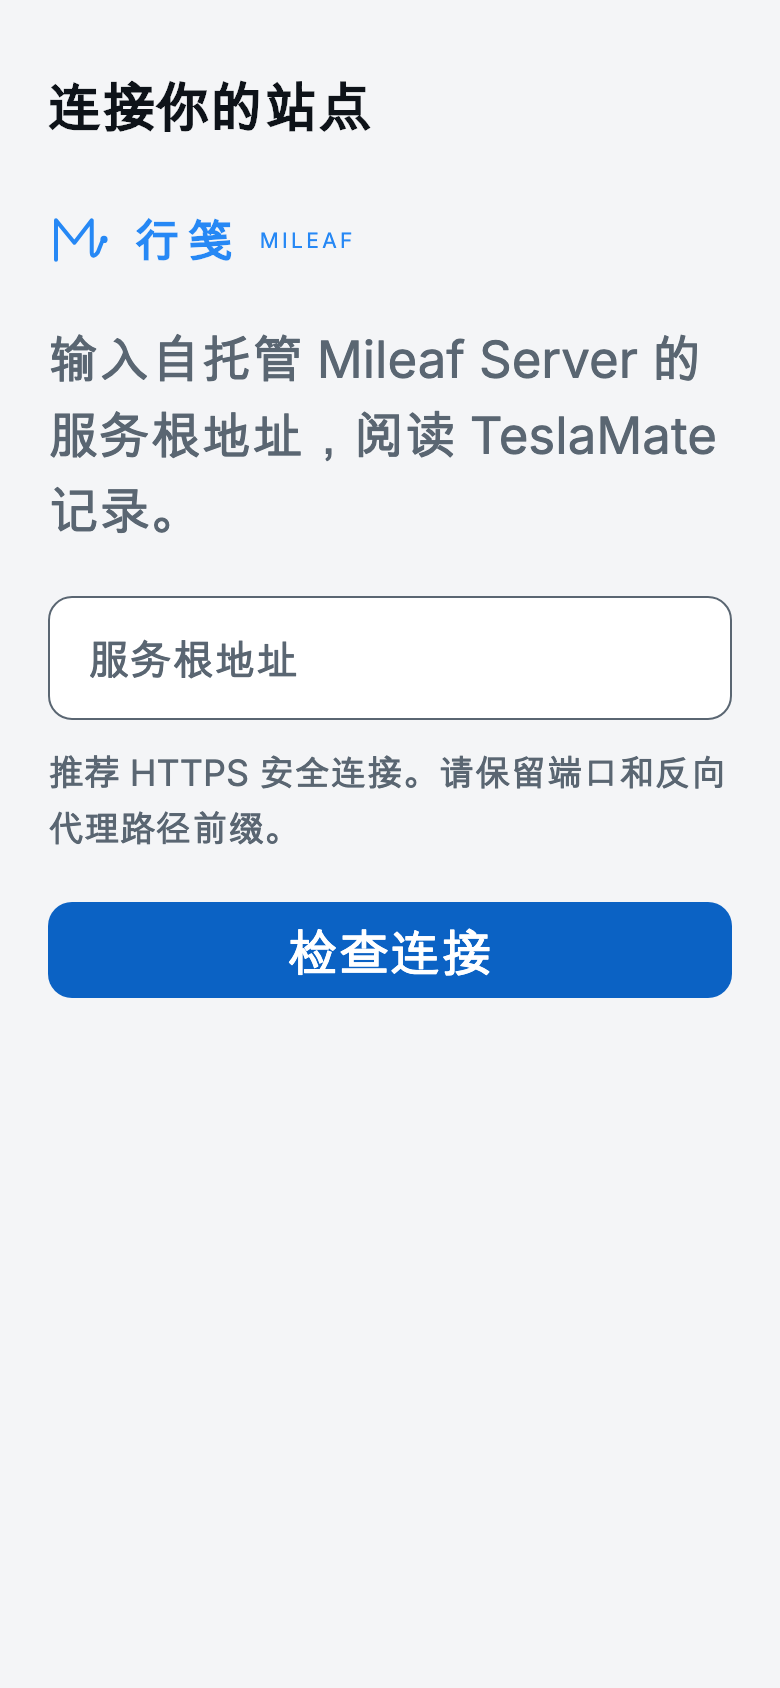 连接你的站点
行笺 MILEAF
输入自托管 Mileaf Server 的
服务根地址，阅读 TeslaMate
记录。
服务根地址
推荐 HTTPS 安全连接。请保留端口和反向
代理路径前缀。
检查连接